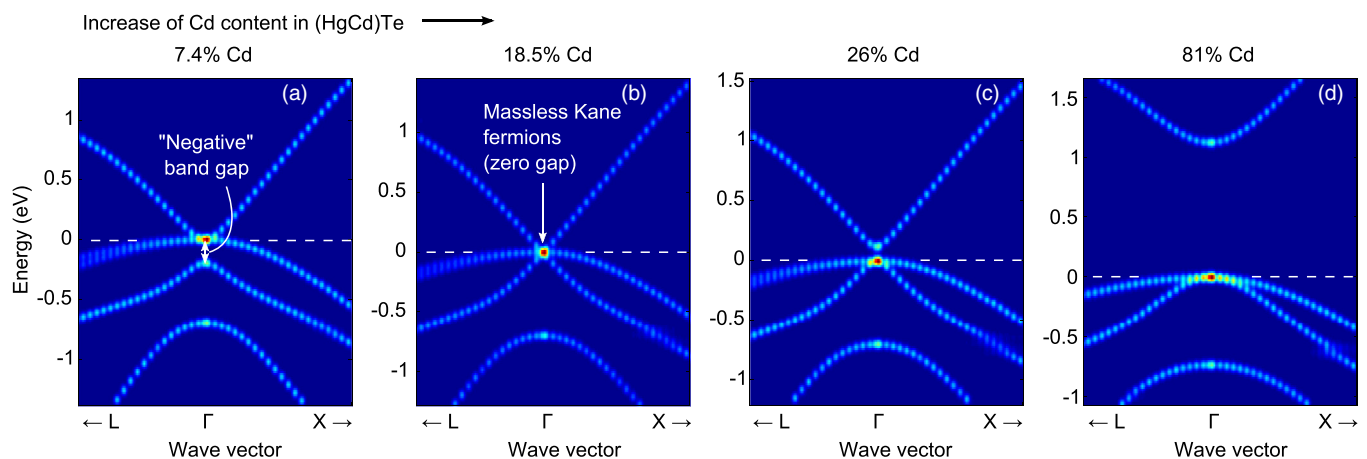 Increase of Cd content in (HgCd)Te
7.4% Cd
18.5% Cd
26% Cd
81% Cd
(a)
"Negative"
band gap
(b)
Massless Kane
fermions
(zero gap)
(c)
(d)
Energy (eV)
1
0.5
0
-0.5
-1
1
0.5
0
-0.5
-1
1.5
1
0.5
0
-0.5
-1
1.5
1
0.5
0
-0.5
-1
← L Γ X →
← L Γ X →
← L Γ X →
← L Γ X →
Wave vector
Wave vector
Wave vector
Wave vector